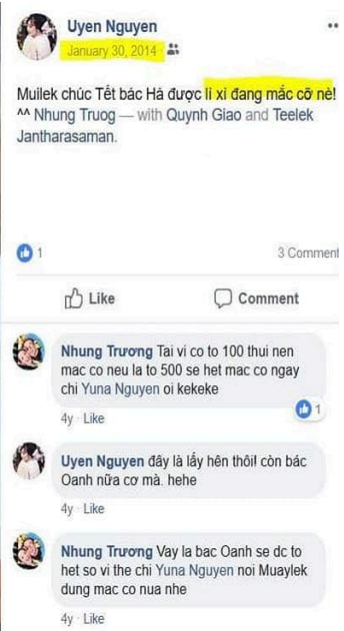 Uyen Nguyen
January 30, 2014 ·
Muilek chúc Tết bác Hà được lì xì đang mắc cỡ nè!
^^ Nhung Truog — with Quynh Giao and Teelek
Jantharasaman.
1
3 Comment
Like
Comment
Nhung Trương Tai vi co to 100 thui nen
mac co neu la to 500 se het mac co ngay
chi Yuna Nguyen oi kekeke
1
4y · Like
Uyen Nguyen đây là lấy hên thôi! còn bác
Oanh nữa cơ mà. hehe
4y · Like
Nhung Trương Vay la bac Oanh se dc to
het so vi the chi Yuna Nguyen noi Muaylek
dung mac co nua nhe
4y · Like